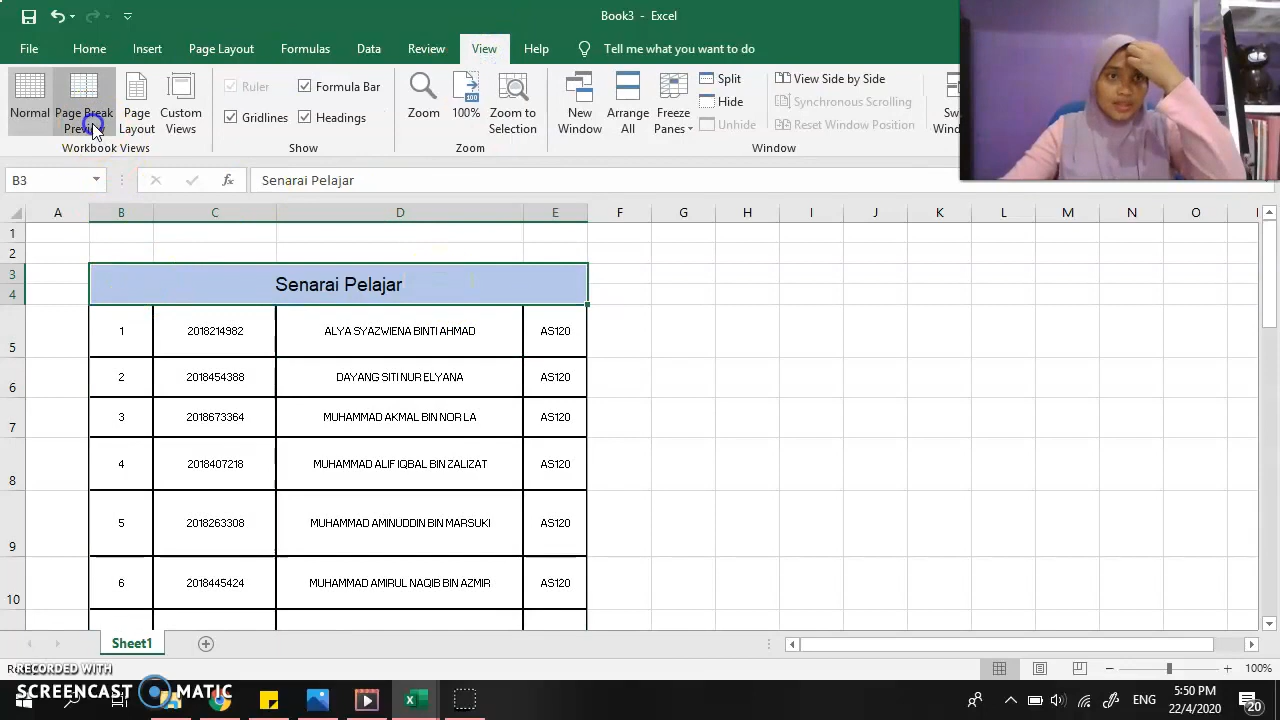 Book3 - Excel
File Home Insert Page Layout Formulas Data Review View Help Tell me what you want to do
Normal Page Break Preview Page Layout Custom Views
Workbook Views
Ruler Formula Bar
Gridlines Headings
Show
Zoom 100% Zoom to Selection
100
Zoom
New Window Arrange All Freeze Panes
Split
Hide
Unhide
View Side by Side
Synchronous Scrolling
Reset Window Position
Window
B3 fx Senarai Pelajar
A B C D E F G H I J K L M N O
1
2
3 Senarai Pelajar
4
5 1 2018214982 ALYA SYAZWIENA BINTI AHMAD AS120
6 2 2018454388 DAYANG SITI NUR ELYANA AS120
7 3 2018673364 MUHAMMAD AKMAL BIN NOR LA AS120
8 4 2018407218 MUHAMMAD ALIF IQBAL BIN ZALIZAT AS120
9 5 2018263308 MUHAMMAD AMINUDDIN BIN MARSUKI AS120
10 6 2018445424 MUHAMMAD AMIRUL NAQIB BIN AZMIR AS120
Sheet1
100%
RECORDED WITH
SCREENCAST MATIC
ENG
5:50 PM
22/4/2020
20